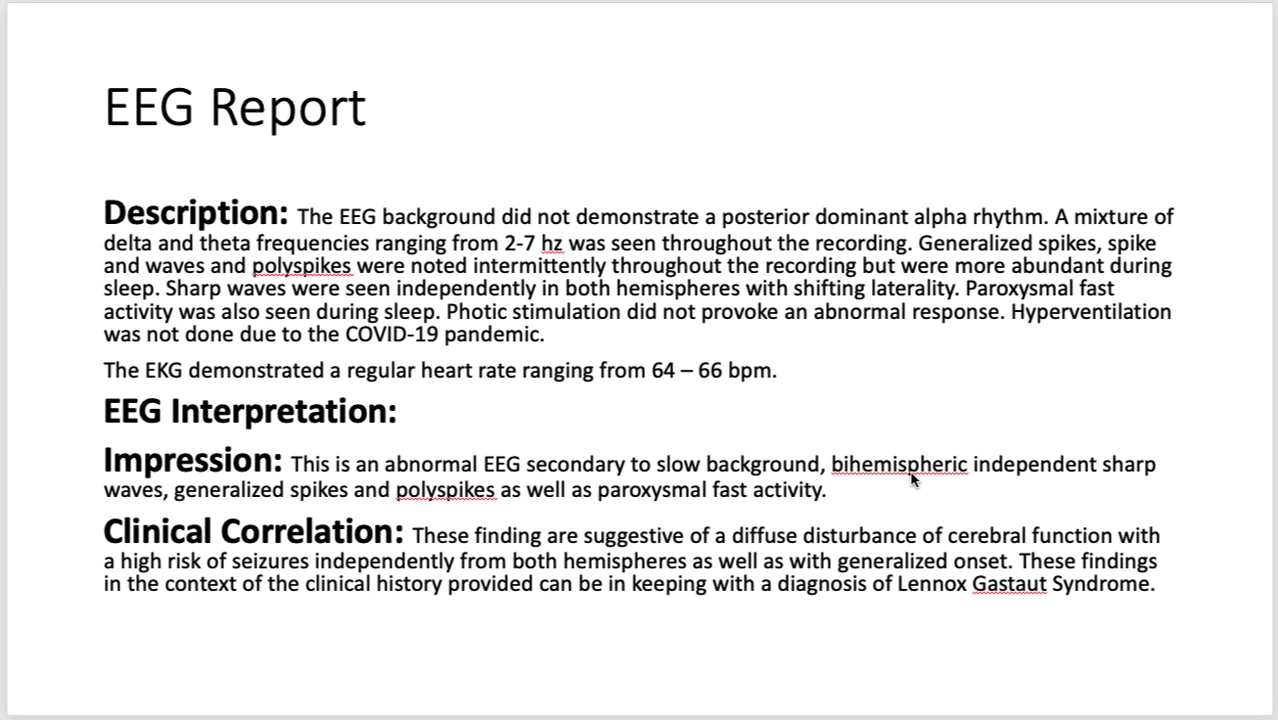 EEG Report
Description: The EEG background did not demonstrate a posterior dominant alpha rhythm. A mixture of
delta and theta frequencies ranging from 2-7 hz was seen throughout the recording. Generalized spikes, spike
and waves and polyspikes were noted intermittently throughout the recording but were more abundant during
sleep. Sharp waves were seen independently in both hemispheres with shifting laterality. Paroxysmal fast
activity was also seen during sleep. Photic stimulation did not provoke an abnormal response. Hyperventilation
was not done due to the COVID-19 pandemic.
The EKG demonstrated a regular heart rate ranging from 64 – 66 bpm.
EEG Interpretation:
Impression: This is an abnormal EEG secondary to slow background, bihemispheric independent sharp
waves, generalized spikes and polyspikes as well as paroxysmal fast activity.
Clinical Correlation: These finding are suggestive of a diffuse disturbance of cerebral function with
a high risk of seizures independently from both hemispheres as well as with generalized onset. These findings
in the context of the clinical history provided can be in keeping with a diagnosis of Lennox Gastaut Syndrome.